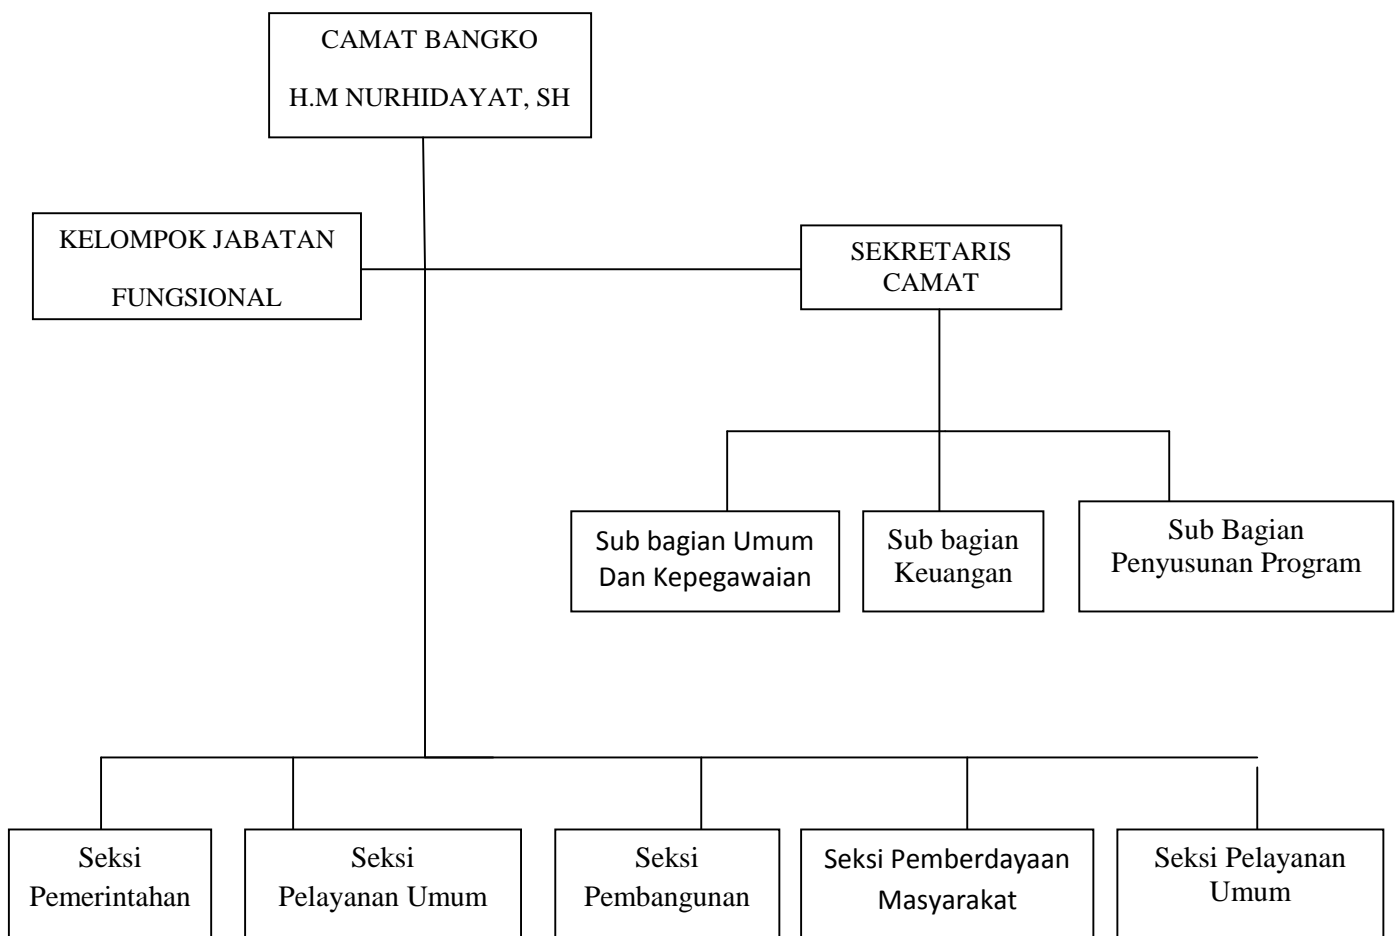 CAMAT BANGKO
H.M NURHIDAYAT, SH
KELOMPOK JABATAN
FUNGSIONAL
SEKRETARIS
CAMAT
Sub bagian Umum
Dan Kepegawaian
Sub bagian
Keuangan
Sub Bagian
Penyusunan Program
Seksi
Pemerintahan
Seksi
Pelayanan Umum
Seksi
Pembangunan
Seksi Pemberdayaan
Masyarakat
Seksi Pelayanan
Umum